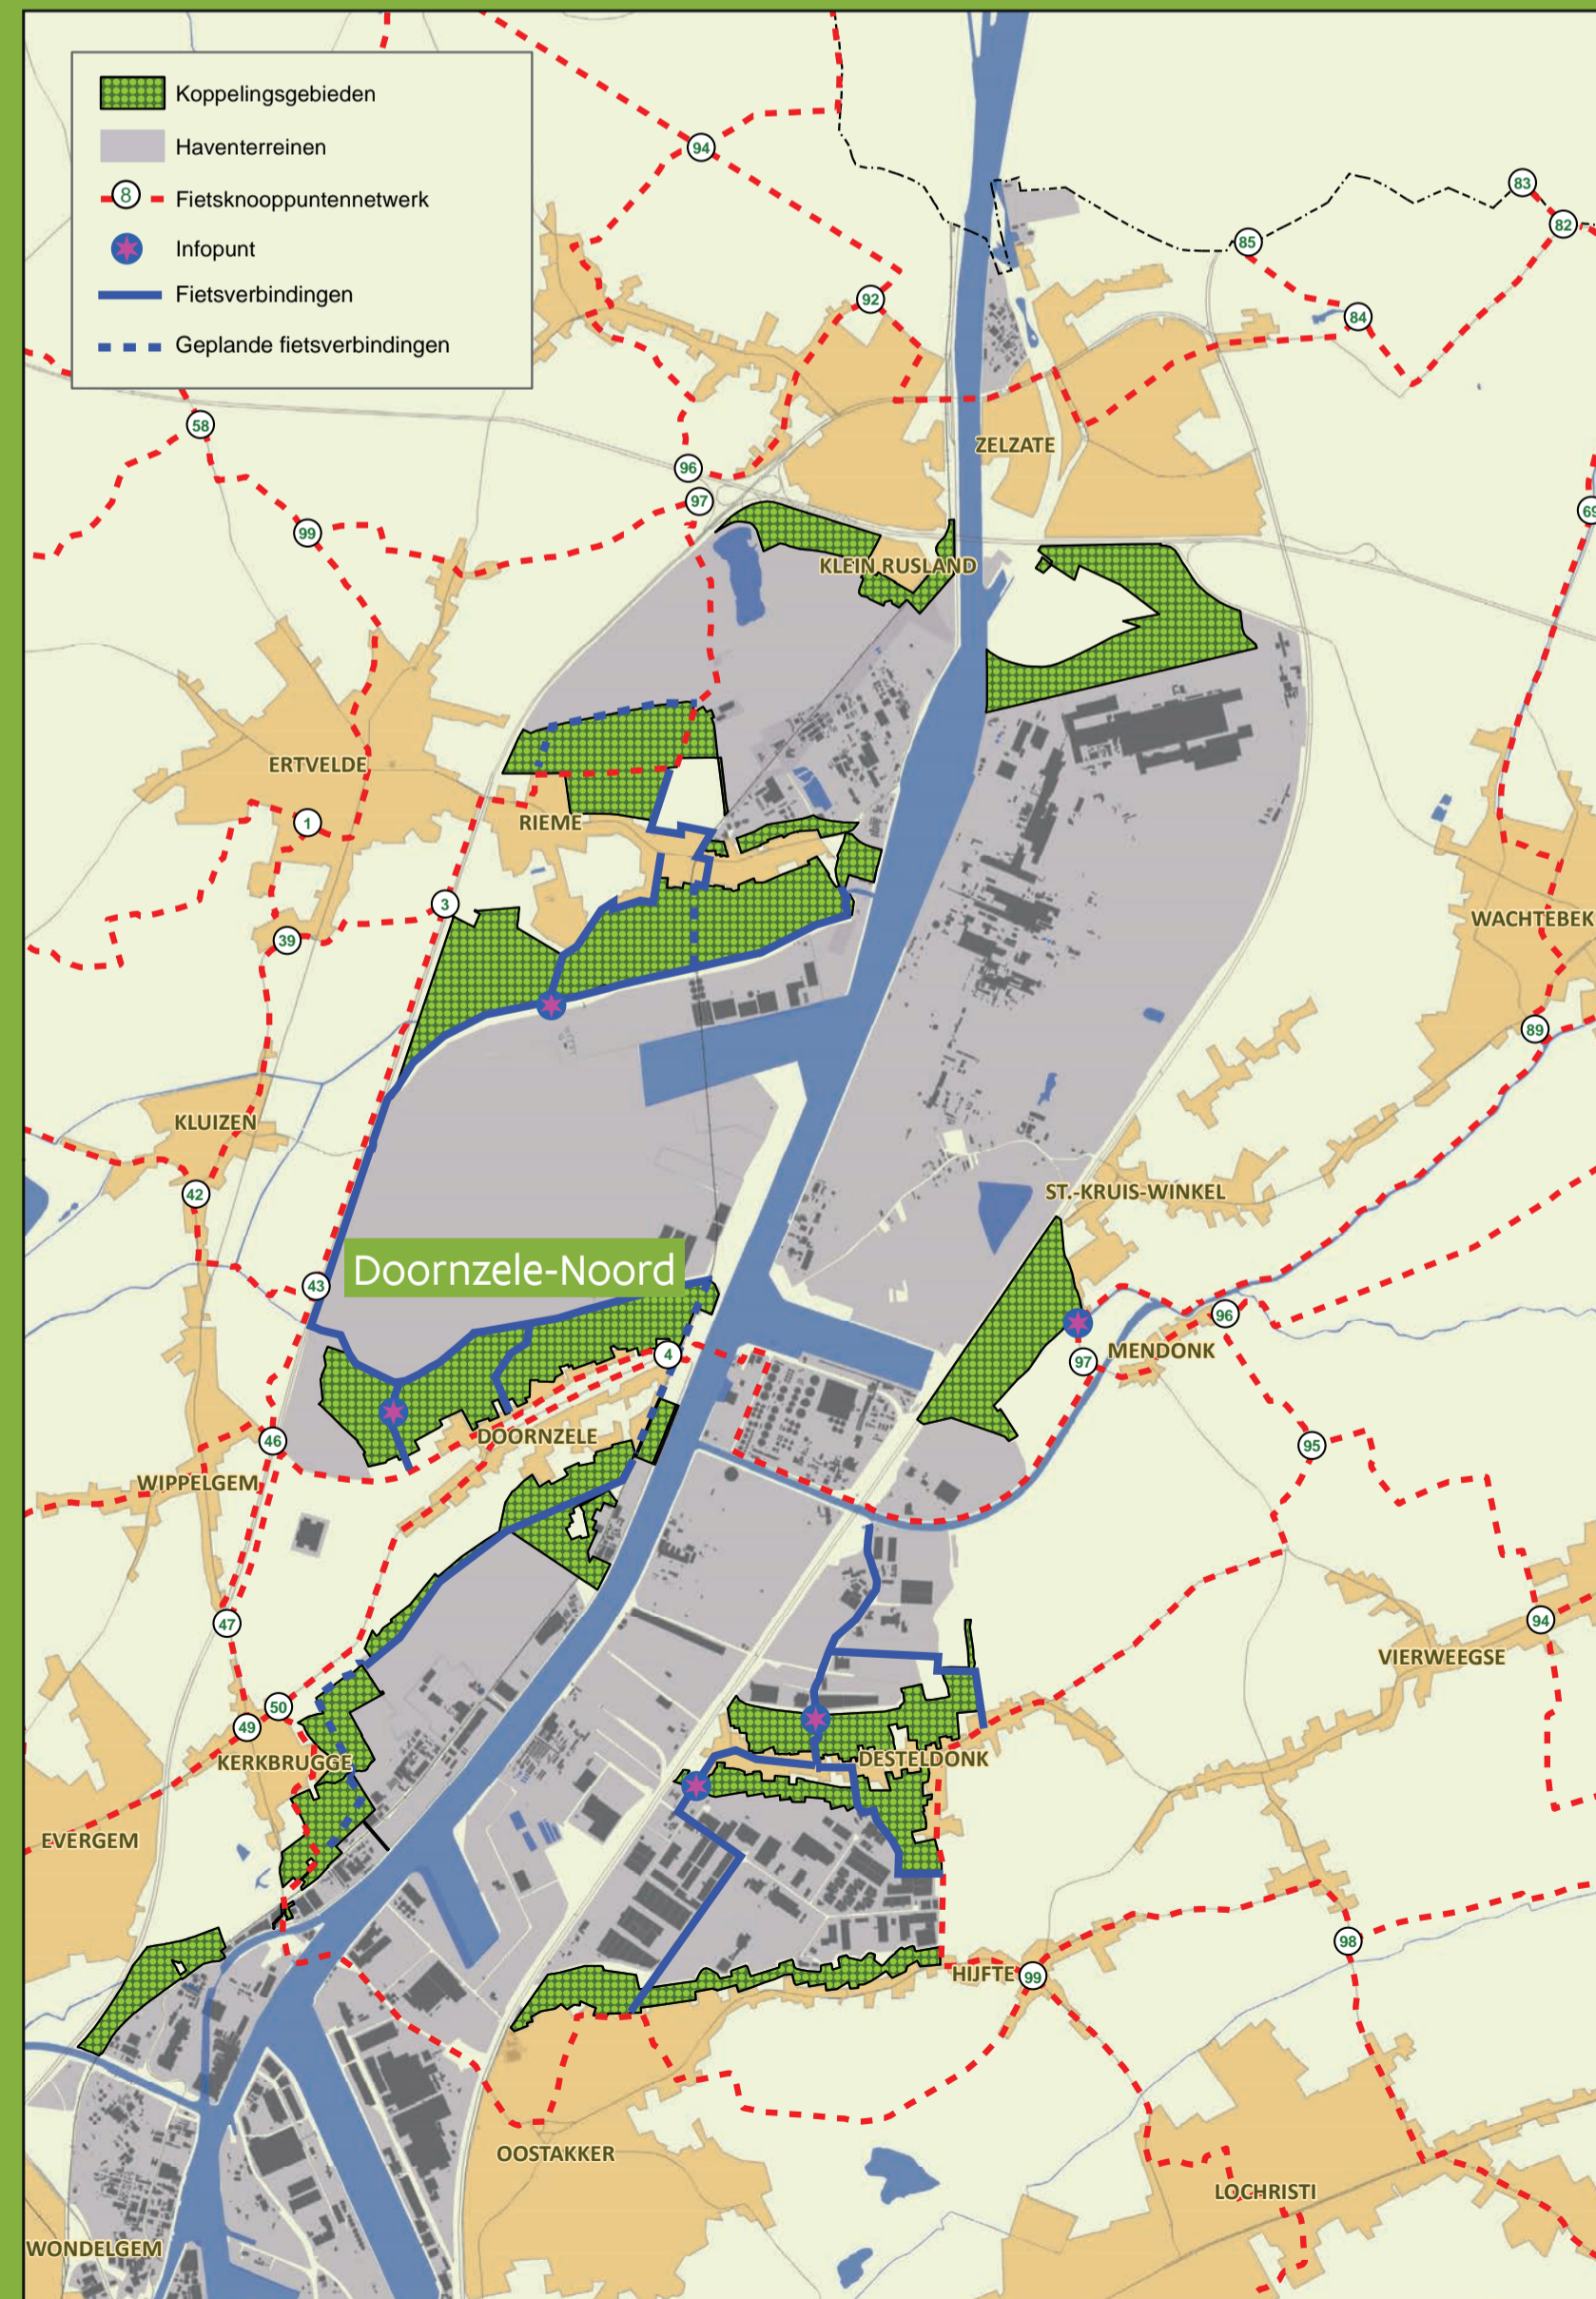 Koppelingsgebieden
Haventerreinen
8 Fietsknooppuntennetwerk
Infopunt
Fietsverbindingen
Geplande fietsverbindingen
94
83
82
85
92
84
58
ZELZATE
96
97
69
99
KLEIN RUSLAND
ERTVELDE
1
RIEME
3
WACHTEBEK
39
89
KLUIZEN
42
ST.-KRUIS-WINKEL
Doornzele-Noord
43
96
4
97
MENDONK
46
DOORNZELE
95
WIPPELGEM
47
94
VIERWEEGSE
50
49
KERKBRUGGE
DESTELDONK
EVERGEM
98
HIJFTE
99
OOSTAKKER
LOCHRISTI
WONDELGEM